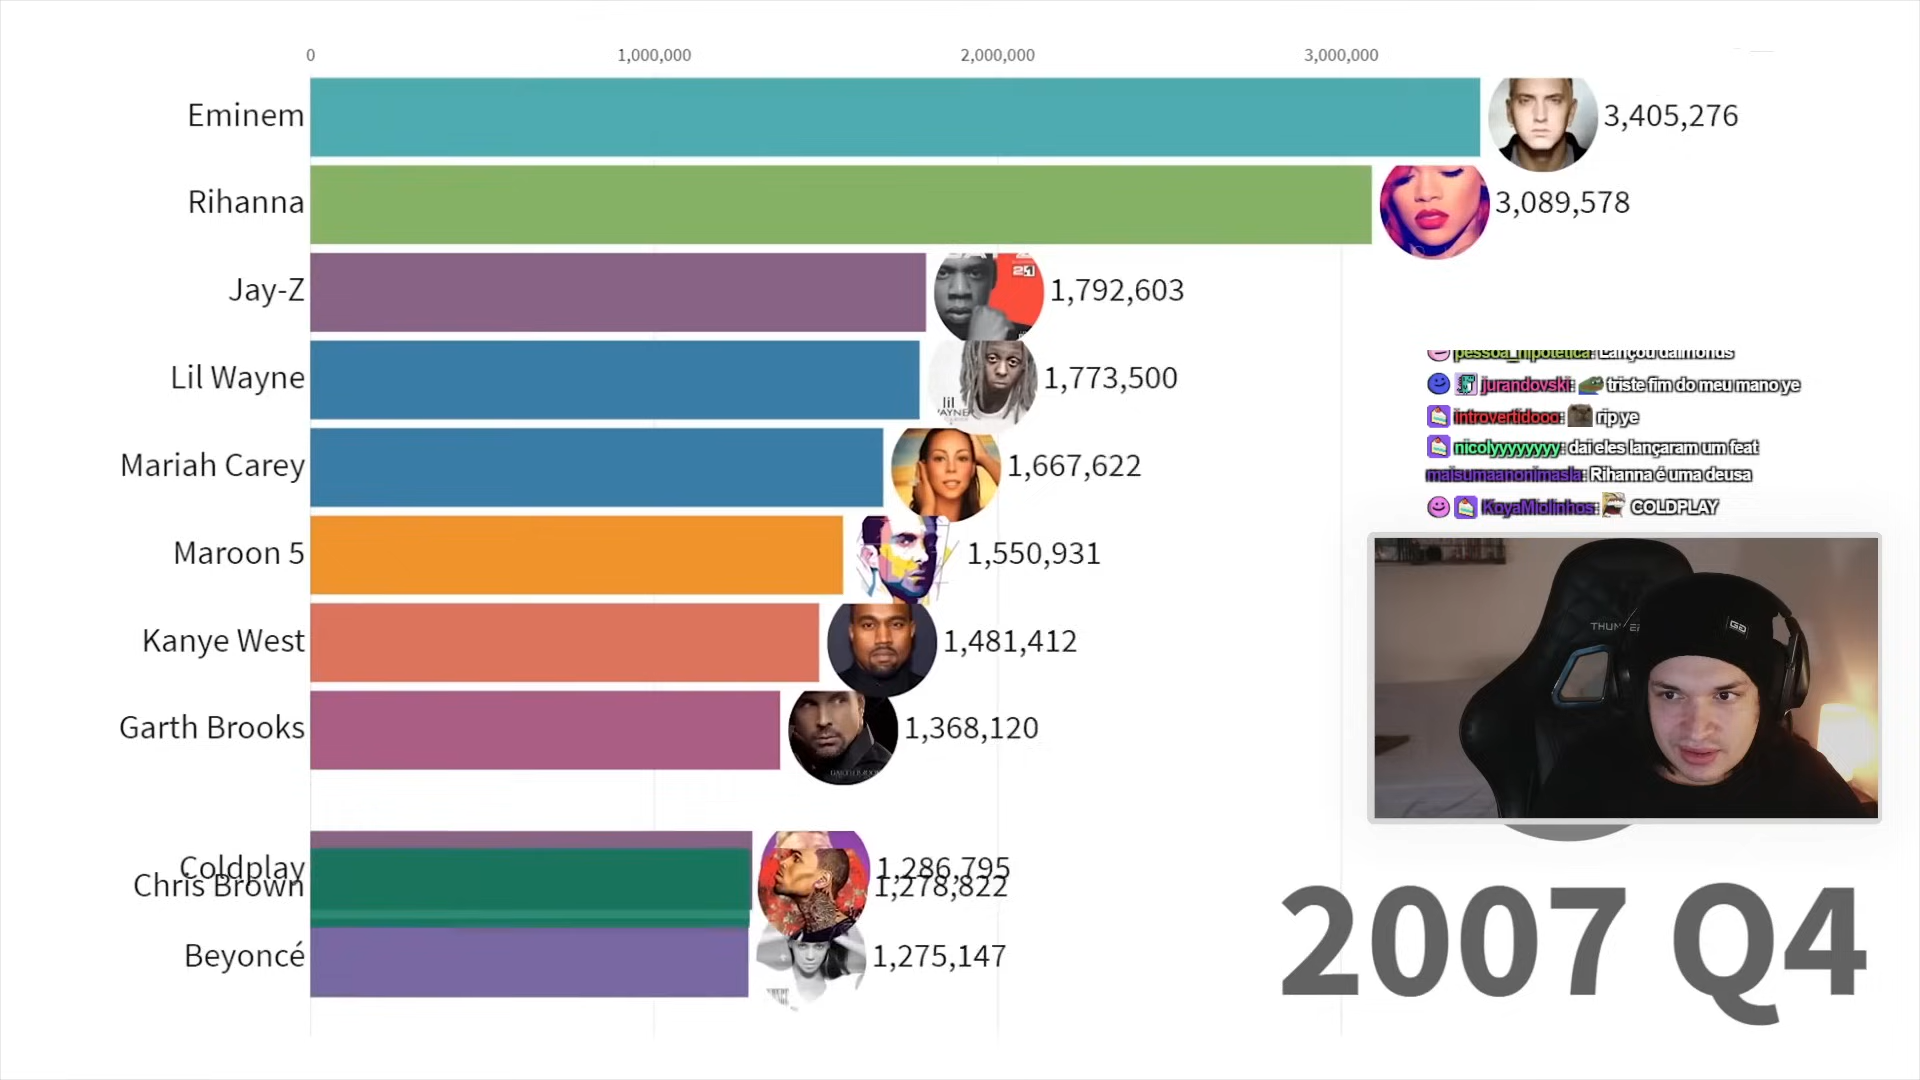 0 1,000,000 2,000,000 3,000,000
Eminem 3,405,276
Rihanna 3,089,578
Jay-Z 1,792,603
Lil Wayne 1,773,500
Mariah Carey 1,667,622
Maroon 5 1,550,931
Kanye West 1,481,412
Garth Brooks 1,368,120
Coldplay 1,286,795
Chris Brown 1,278,822
Beyoncé 1,275,147
pessoa_hipotetica: Lançou daimonds
jurandovski: triste fim do meu mano ye
introvertidooo: rip ye
nicolyyyyyyyy: dai eles lançaram um feat
maisumaanonimasla: Rihanna é uma deusa
KoyaMiolinhos: COLDPLAY
2007 Q4